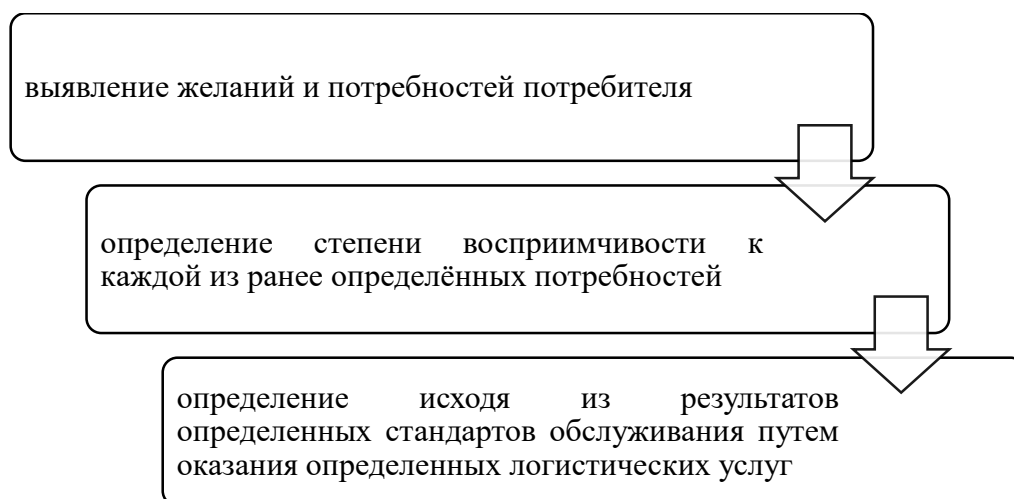 выявление желаний и потребностей потребителя
определение степени восприимчивости к
каждой из ранее определённых потребностей
определение исходя из результатов
определенных стандартов обслуживания путем
оказания определенных логистических услуг